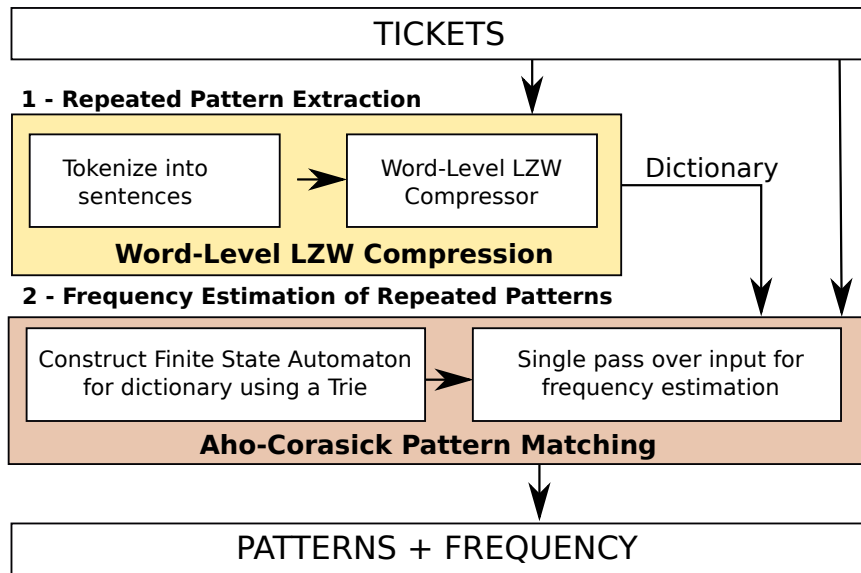 TICKETS
1 - Repeated Pattern Extraction
Tokenize into
sentences
Word-Level LZW
Compressor
Dictionary
Word-Level LZW Compression
2 - Frequency Estimation of Repeated Patterns
Construct Finite State Automaton
for dictionary using a Trie
Single pass over input for
frequency estimation
Aho-Corasick Pattern Matching
PATTERNS + FREQUENCY